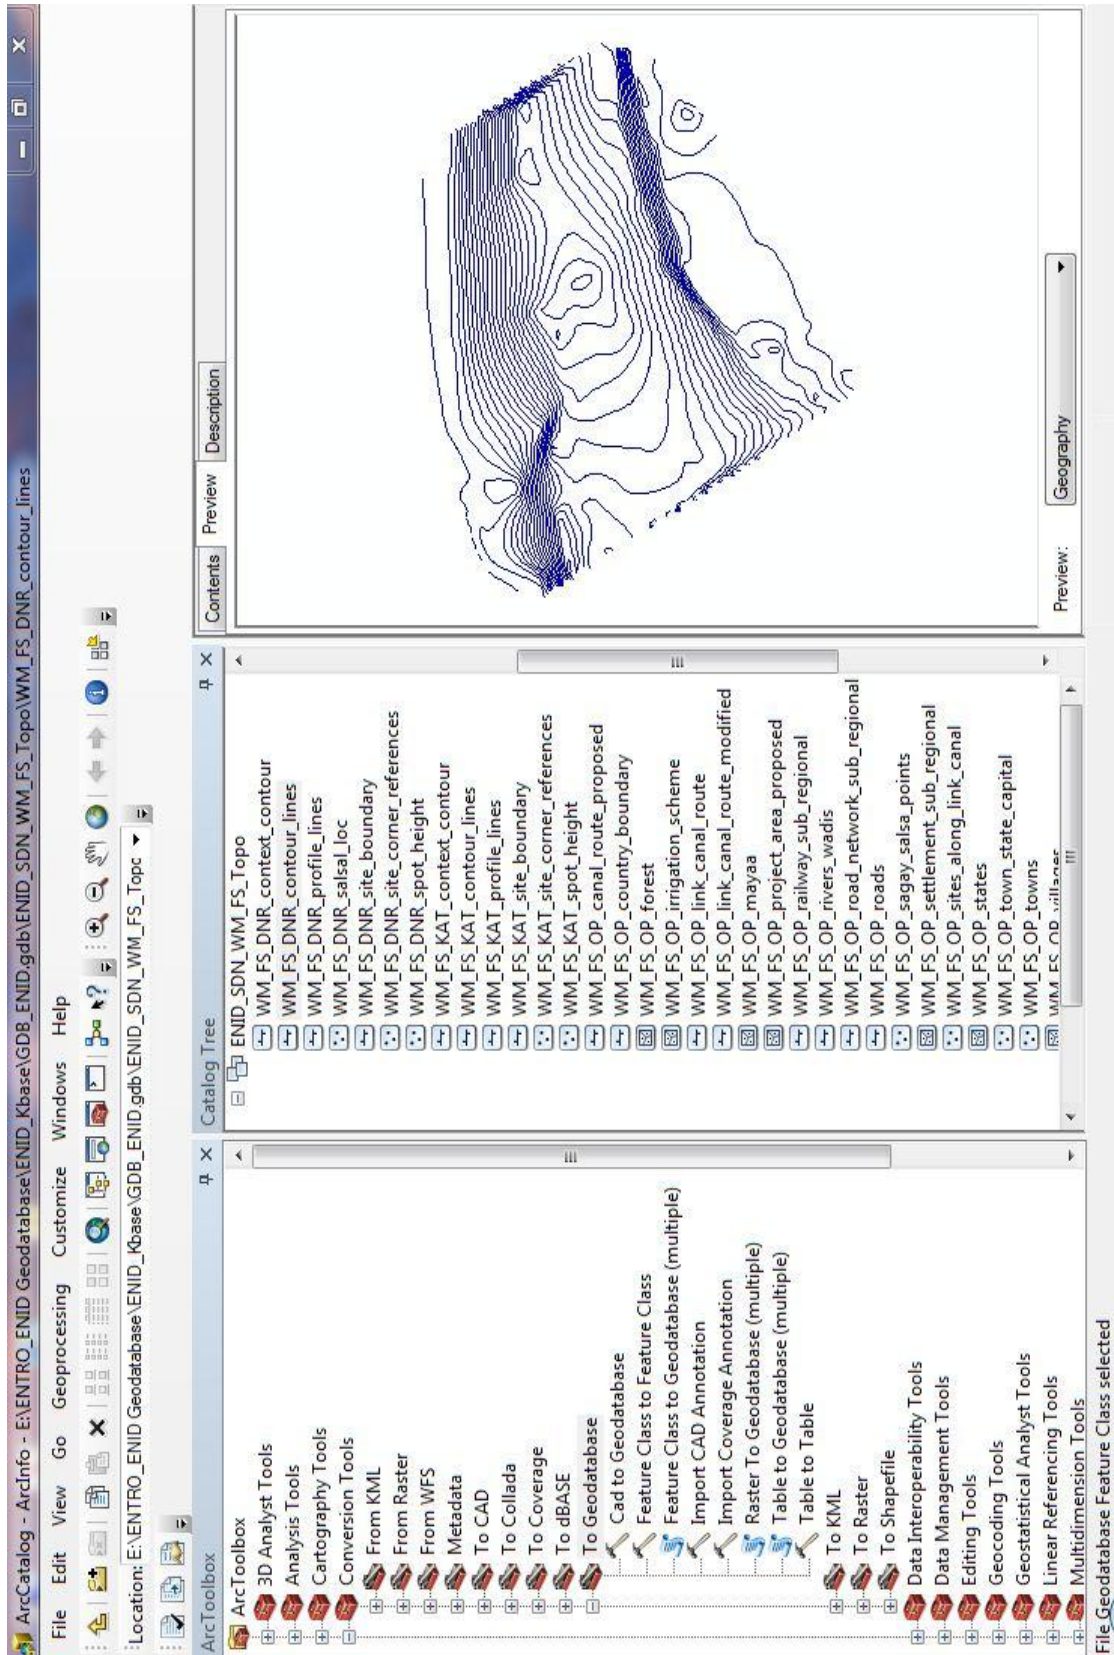 ArcCatalog - ArcInfo - E:\ENTRO_ENID Geodatabase\ENID_Kbase\GDB_ENID.gdb\ENID_SDN_WM_FS_Topo\WM_FS_DNR_contour_lines
File Edit View Go Geoprocessing Customize Windows Help
Location: E:\ENTRO_ENID Geodatabase\ENID_Kbase\GDB_ENID.gdb\ENID_SDN_WM_FS_Topc
ArcToolbox
ArcToolbox
3D Analyst Tools
Analysis Tools
Cartography Tools
Conversion Tools
From KML
From Raster
From WFS
Metadata
To CAD
To Collada
To Coverage
To dBASE
To Geodatabase
Cad to Geodatabase
Feature Class to Feature Class
Feature Class to Geodatabase (multiple)
Import CAD Annotation
Import Coverage Annotation
Raster To Geodatabase (multiple)
Table to Geodatabase (multiple)
Table to Table
To KML
To Raster
To Shapefile
Data Interoperability Tools
Data Management Tools
Editing Tools
Geocoding Tools
Geostatistical Analyst Tools
Linear Referencing Tools
Multidimension Tools
Catalog Tree
ENID_SDN_WM_FS_Topo
WM_FS_DNR_context_contour
WM_FS_DNR_contour_lines
WM_FS_DNR_profile_lines
WM_FS_DNR_salsal_loc
WM_FS_DNR_site_boundary
WM_FS_DNR_site_corner_references
WM_FS_DNR_spot_height
WM_FS_KAT_context_contour
WM_FS_KAT_contour_lines
WM_FS_KAT_profile_lines
WM_FS_KAT_site_boundary
WM_FS_KAT_site_corner_references
WM_FS_KAT_spot_height
WM_FS_OP_canal_route_proposed
WM_FS_OP_country_boundary
WM_FS_OP_forest
WM_FS_OP_irrigation_scheme
WM_FS_OP_link_canal_route
WM_FS_OP_link_canal_route_modified
WM_FS_OP_mayaa
WM_FS_OP_project_area_proposed
WM_FS_OP_railway_sub_regional
WM_FS_OP_rivers_wadis
WM_FS_OP_road_network_sub_regional
WM_FS_OP_roads
WM_FS_OP_sagay_salsa_points
WM_FS_OP_settlement_sub_regional
WM_FS_OP_sites_along_link_canal
WM_FS_OP_states
WM_FS_OP_town_state_capital
WM_FS_OP_towns
WM_FS_OP_villages
Contents Preview Description
Preview: Geography
File Geodatabase Feature Class selected